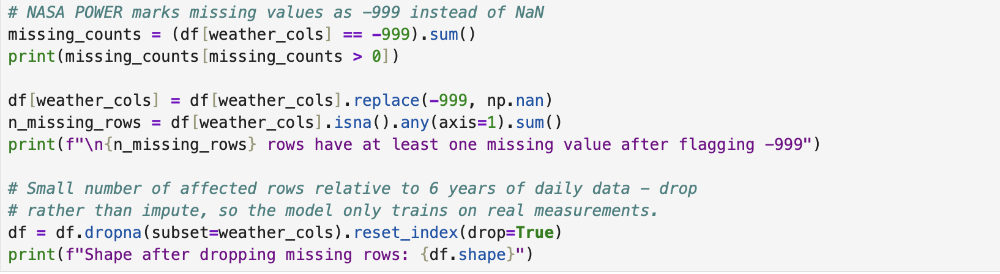 # NASA POWER marks missing values as -999 instead of NaN
missing_counts = (df[weather_cols] == -999).sum()
print(missing_counts[missing_counts > 0])

df[weather_cols] = df[weather_cols].replace(-999, np.nan)
n_missing_rows = df[weather_cols].isna().any(axis=1).sum()
print(f"\n{n_missing_rows} rows have at least one missing value after flagging -999")

# Small number of affected rows relative to 6 years of daily data - drop
# rather than impute, so the model only trains on real measurements.
df = df.dropna(subset=weather_cols).reset_index(drop=True)
print(f"Shape after dropping missing rows: {df.shape}")